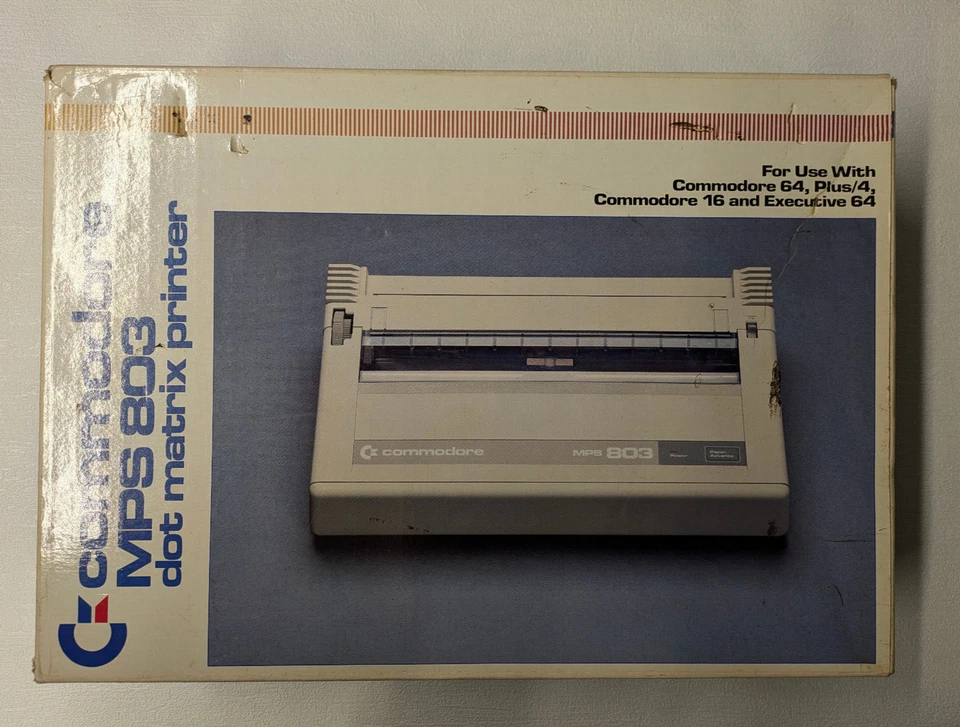 commodore
MPS 803
dot matrix printer
For Use With
Commodore 64, Plus/4,
Commodore 16 and Executive 64
commodore
MPS 803
Power
Paper
Advance